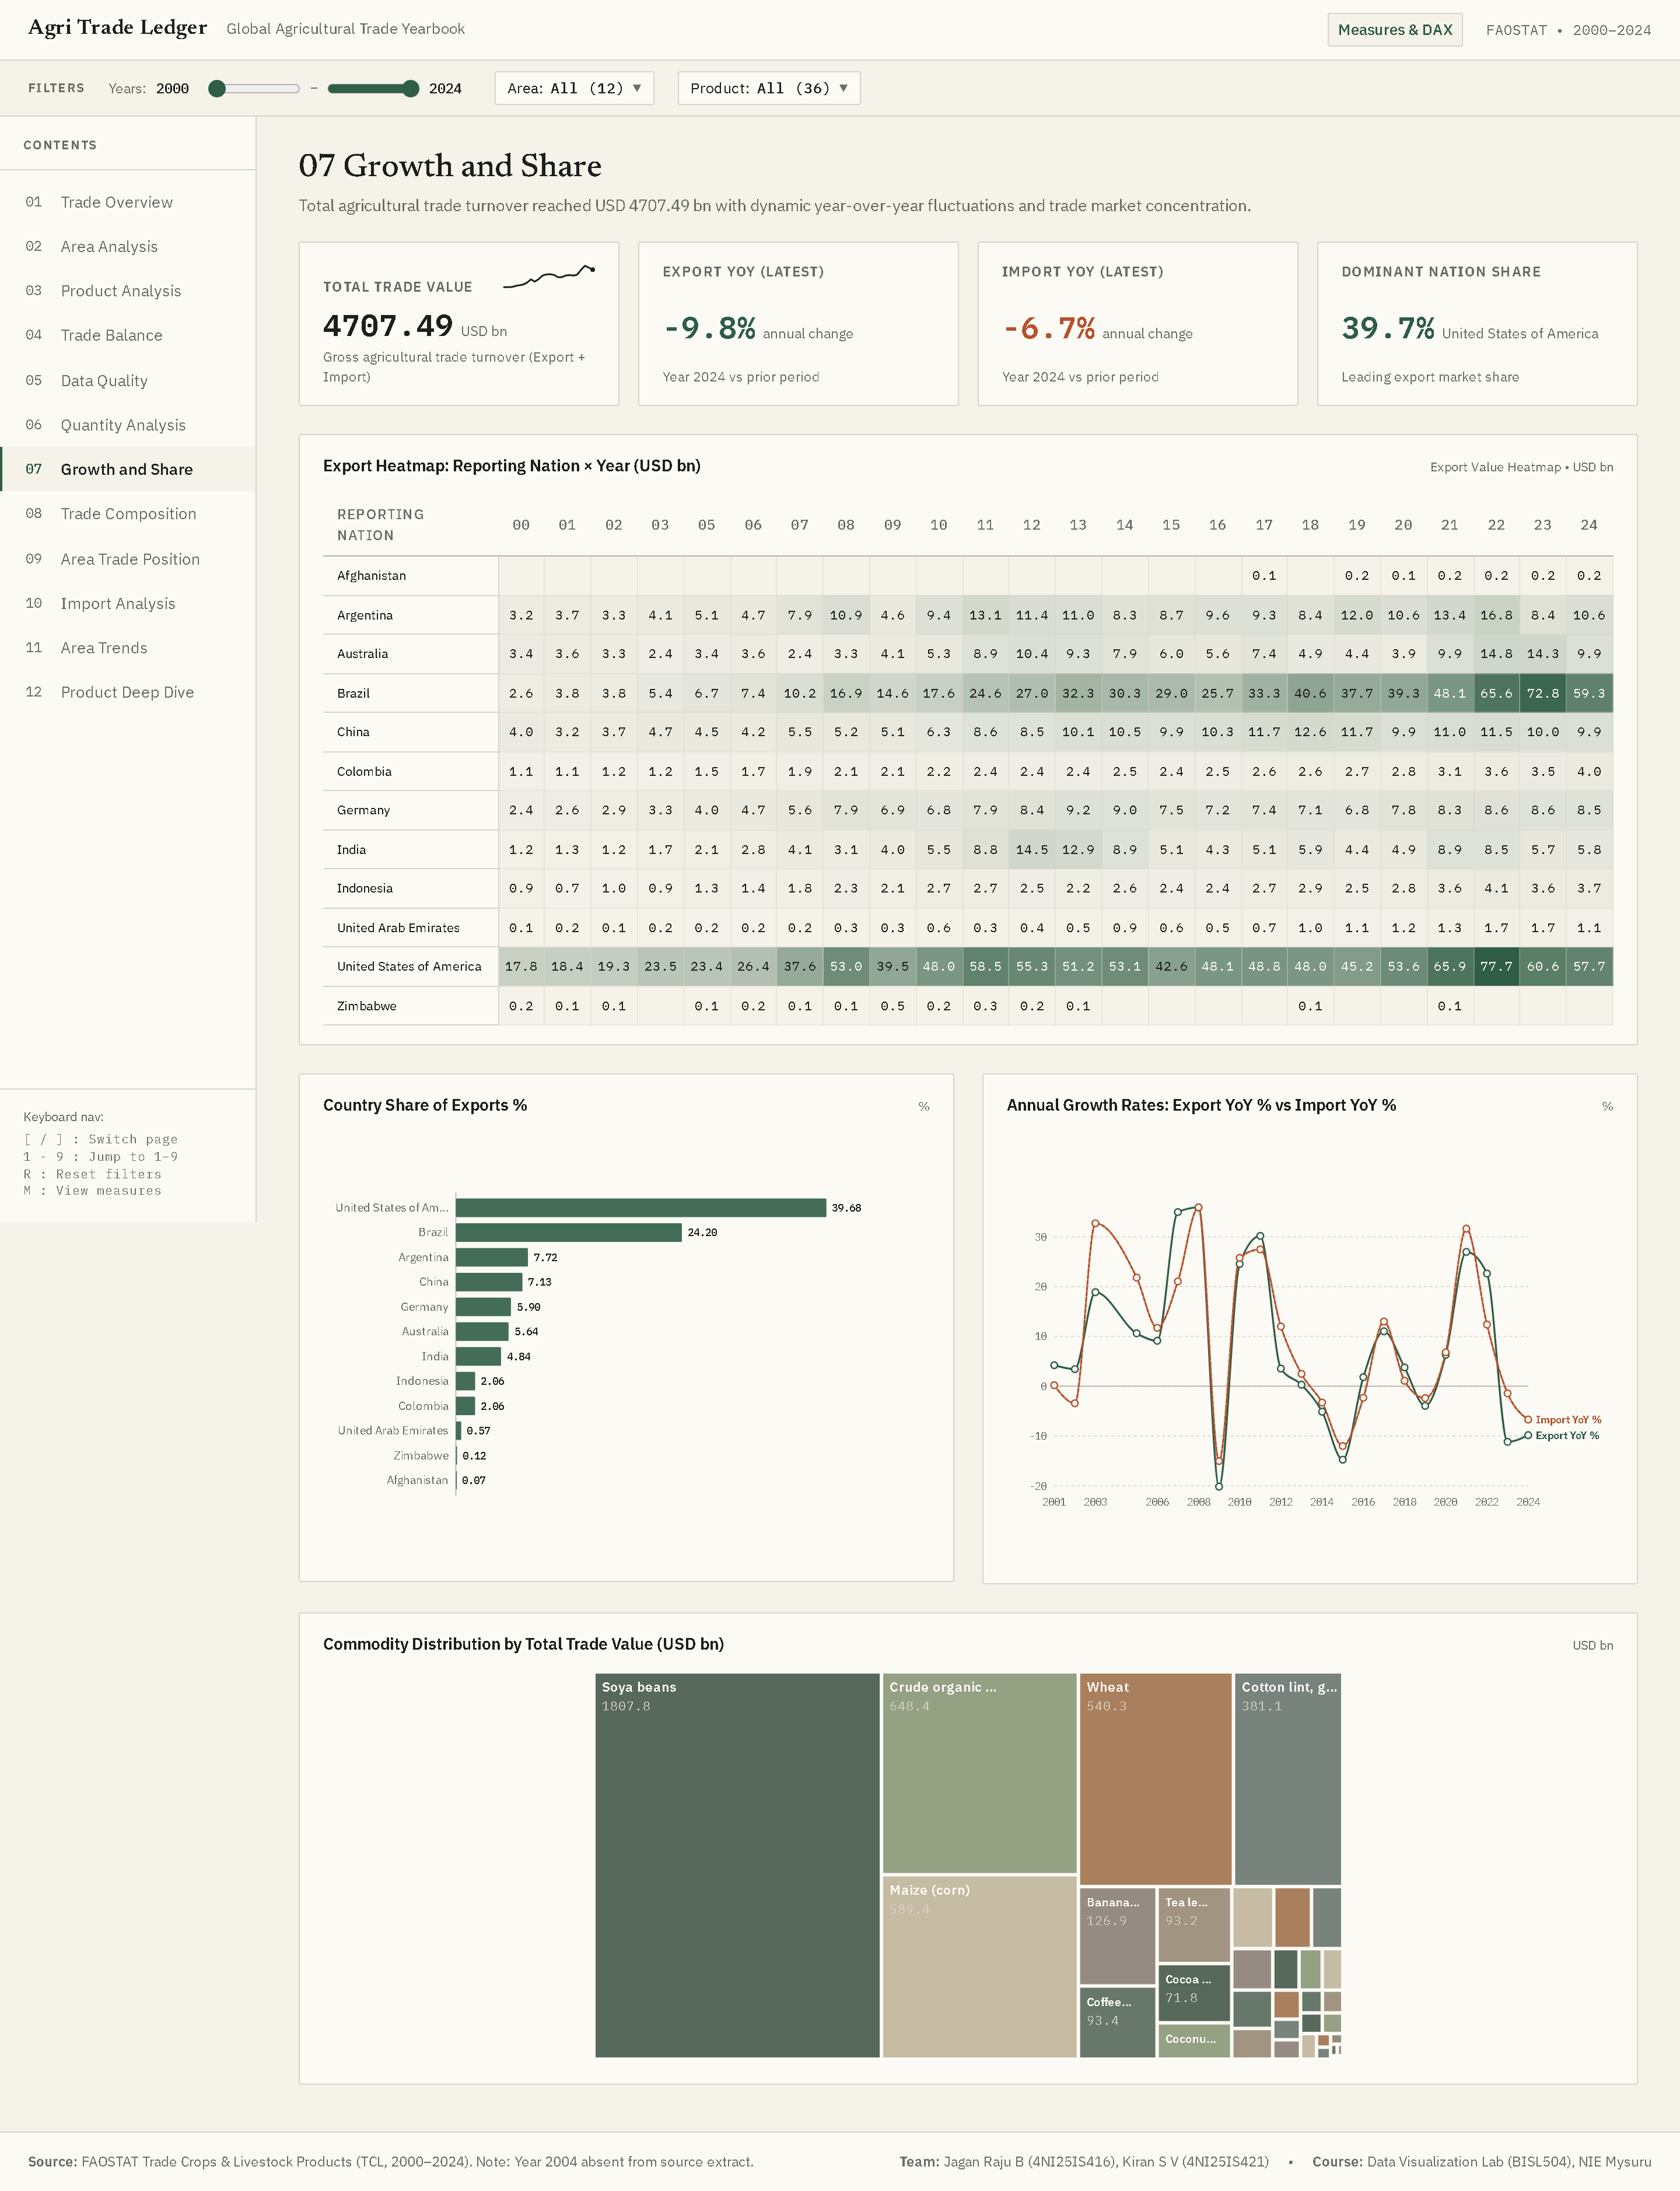 Agri Trade Ledger Global Agricultural Trade Yearbook Measures & DAX FAOSTAT • 2000–2024
FILTERS Years: 2000 – 2024 Area: All (12) ▼ Product: All (36) ▼
CONTENTS
01 Trade Overview
02 Area Analysis
03 Product Analysis
04 Trade Balance
05 Data Quality
06 Quantity Analysis
07 Growth and Share
08 Trade Composition
09 Area Trade Position
10 Import Analysis
11 Area Trends
12 Product Deep Dive
Keyboard nav:
[ / ] : Switch page
1 - 9 : Jump to 1–9
R : Reset filters
M : View measures
07 Growth and Share
Total agricultural trade turnover reached USD 4707.49 bn with dynamic year-over-year fluctuations and trade market concentration.
TOTAL TRADE VALUE
4707.49 USD bn
Gross agricultural trade turnover (Export +
Import)
EXPORT YOY (LATEST)
-9.8% annual change
Year 2024 vs prior period
IMPORT YOY (LATEST)
-6.7% annual change
Year 2024 vs prior period
DOMINANT NATION SHARE
39.7% United States of America
Leading export market share
Export Heatmap: Reporting Nation × Year (USD bn) Export Value Heatmap • USD bn
REPORTING
NATION 00 01 02 03 05 06 07 08 09 10 11 12 13 14 15 16 17 18 19 20 21 22 23 24
Afghanistan 0.1 0.2 0.1 0.2 0.2 0.2 0.2
Argentina 3.2 3.7 3.3 4.1 5.1 4.7 7.9 10.9 4.6 9.4 13.1 11.4 11.0 8.3 8.7 9.6 9.3 8.4 12.0 10.6 13.4 16.8 8.4 10.6
Australia 3.4 3.6 3.3 2.4 3.4 3.6 2.4 3.3 4.1 5.3 8.9 10.4 9.3 7.9 6.0 5.6 7.4 4.9 4.4 3.9 9.9 14.8 14.3 9.9
Brazil 2.6 3.8 3.8 5.4 6.7 7.4 10.2 16.9 14.6 17.6 24.6 27.0 32.3 30.3 29.0 25.7 33.3 40.6 37.7 39.3 48.1 65.6 72.8 59.3
China 4.0 3.2 3.7 4.7 4.5 4.2 5.5 5.2 5.1 6.3 8.6 8.5 10.1 10.5 9.9 10.3 11.7 12.6 11.7 9.9 11.0 11.5 10.0 9.9
Colombia 1.1 1.1 1.2 1.2 1.5 1.7 1.9 2.1 2.1 2.2 2.4 2.4 2.4 2.5 2.4 2.5 2.6 2.6 2.7 2.8 3.1 3.6 3.5 4.0
Germany 2.4 2.6 2.9 3.3 4.0 4.7 5.6 7.9 6.9 6.8 7.9 8.4 9.2 9.0 7.5 7.2 7.4 7.1 6.8 7.8 8.3 8.6 8.6 8.5
India 1.2 1.3 1.2 1.7 2.1 2.8 4.1 3.1 4.0 5.5 8.8 14.5 12.9 8.9 5.1 4.3 5.1 5.9 4.4 4.9 8.9 8.5 5.7 5.8
Indonesia 0.9 0.7 1.0 0.9 1.3 1.4 1.8 2.3 2.1 2.7 2.7 2.5 2.2 2.6 2.4 2.4 2.7 2.9 2.5 2.8 3.6 4.1 3.6 3.7
United Arab Emirates 0.1 0.2 0.1 0.2 0.2 0.2 0.2 0.3 0.3 0.6 0.3 0.4 0.5 0.9 0.6 0.5 0.7 1.0 1.1 1.2 1.3 1.7 1.7 1.1
United States of America 17.8 18.4 19.3 23.5 23.4 26.4 37.6 53.0 39.5 48.0 58.5 55.3 51.2 53.1 42.6 48.1 48.8 48.0 45.2 53.6 65.9 77.7 60.6 57.7
Zimbabwe 0.2 0.1 0.1 0.1 0.2 0.1 0.1 0.5 0.2 0.3 0.2 0.1 0.1 0.1
Country Share of Exports % %
United States of Am... 39.68
Brazil 24.20
Argentina 7.72
China 7.13
Germany 5.90
Australia 5.64
India 4.84
Indonesia 2.06
Colombia 2.06
United Arab Emirates 0.57
Zimbabwe 0.12
Afghanistan 0.07
Annual Growth Rates: Export YoY % vs Import YoY % %
30
20
10
0
-10
-20
Import YoY %
Export YoY %
2001 2003 2006 2008 2010 2012 2014 2016 2018 2020 2022 2024
Commodity Distribution by Total Trade Value (USD bn) USD bn
Soya beans
1807.8
Crude organic ...
648.4
Maize (corn)
589.4
Wheat
540.3
Cotton lint, g...
381.1
Banana...
126.9
Tea le...
93.2
Coffee...
93.4
Cocoa ...
71.8
Coconu...
Source: FAOSTAT Trade Crops & Livestock Products (TCL, 2000–2024). Note: Year 2004 absent from source extract. Team: Jagan Raju B (4NI25IS416), Kiran S V (4NI25IS421) • Course: Data Visualization Lab (BISL504), NIE Mysuru